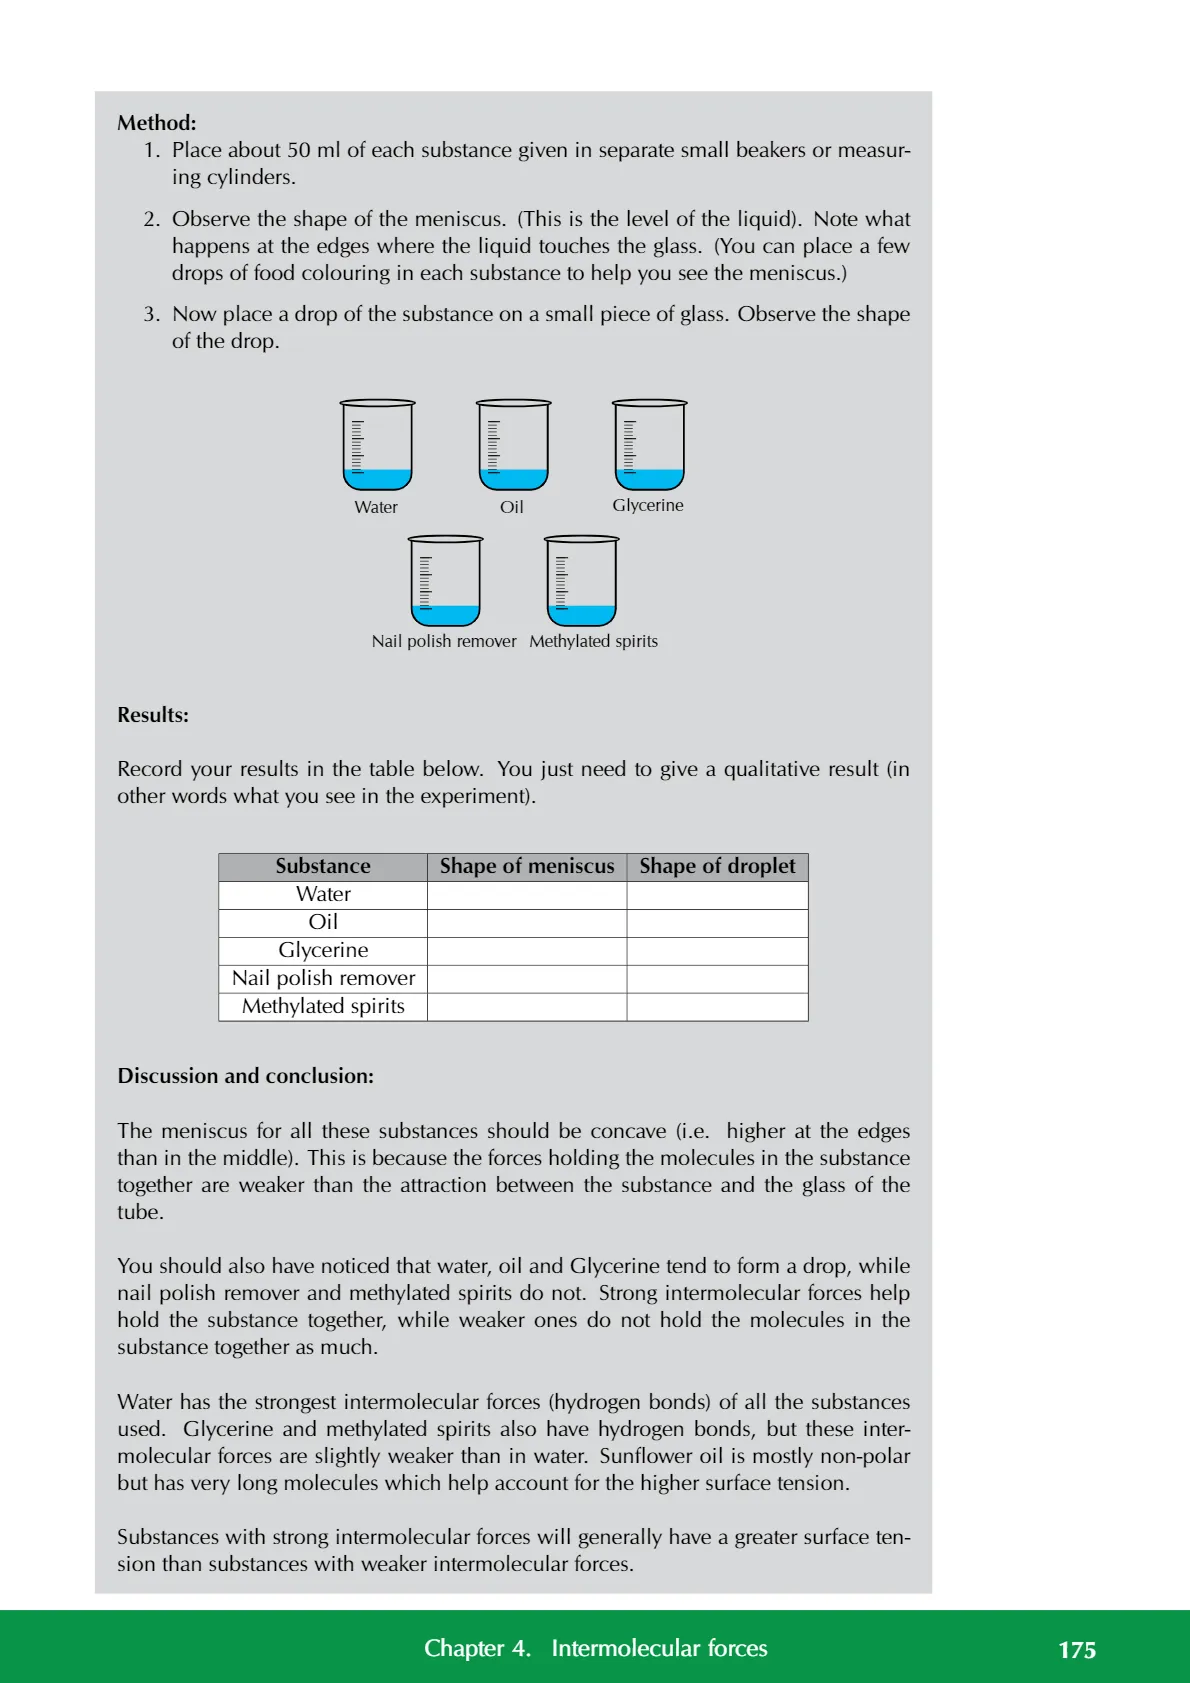 Method:
1. Place about 50 ml of each substance given in separate small beakers or measur-
ing cylinders.
2. Observe the shape of the meniscus. (This is the level of the liquid). Note what
happens at the edges where the liquid touches the glass. (You can place a few
drops of food colouring in each substance to help you see the meniscus.)
3. Now place a drop of the substance on a small piece of glass. Observe the shape
of the drop.
Water
Oil
Glycerine
Nail polish remover
Methylated spirits
Results:
Record your results in the table below. You just need to give a qualitative result (in
other words what you see in the experiment).
Substance Shape of meniscus Shape of droplet
Water
Oil
Glycerine
Nail polish remover
Methylated spirits
Discussion and conclusion:
The meniscus for all these substances should be concave (i.e. higher at the edges
than in the middle). This is because the forces holding the molecules in the substance
together are weaker than the attraction between the substance and the glass of the
tube.
You should also have noticed that water, oil and Glycerine tend to form a drop, while
nail polish remover and methylated spirits do not. Strong intermolecular forces help
hold the substance together, while weaker ones do not hold the molecules in the
substance together as much.
Water has the strongest intermolecular forces (hydrogen bonds) of all the substances
used. Glycerine and methylated spirits also have hydrogen bonds, but these inter-
molecular forces are slightly weaker than in water. Sunflower oil is mostly non-polar
but has very long molecules which help account for the higher surface tension.
Substances with strong intermolecular forces will generally have a greater surface ten-
sion than substances with weaker intermolecular forces.
Chapter 4. Intermolecular forces 175